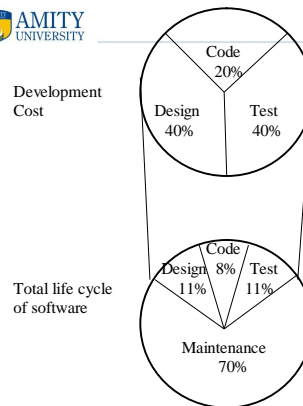 AMITY
UNIVERSITY
Code
20%
Development
Cost
Design
40%
Test
40%
Code
8%
Design
11%
Test
11%
Total life cycle
of software
Maintenance
70%